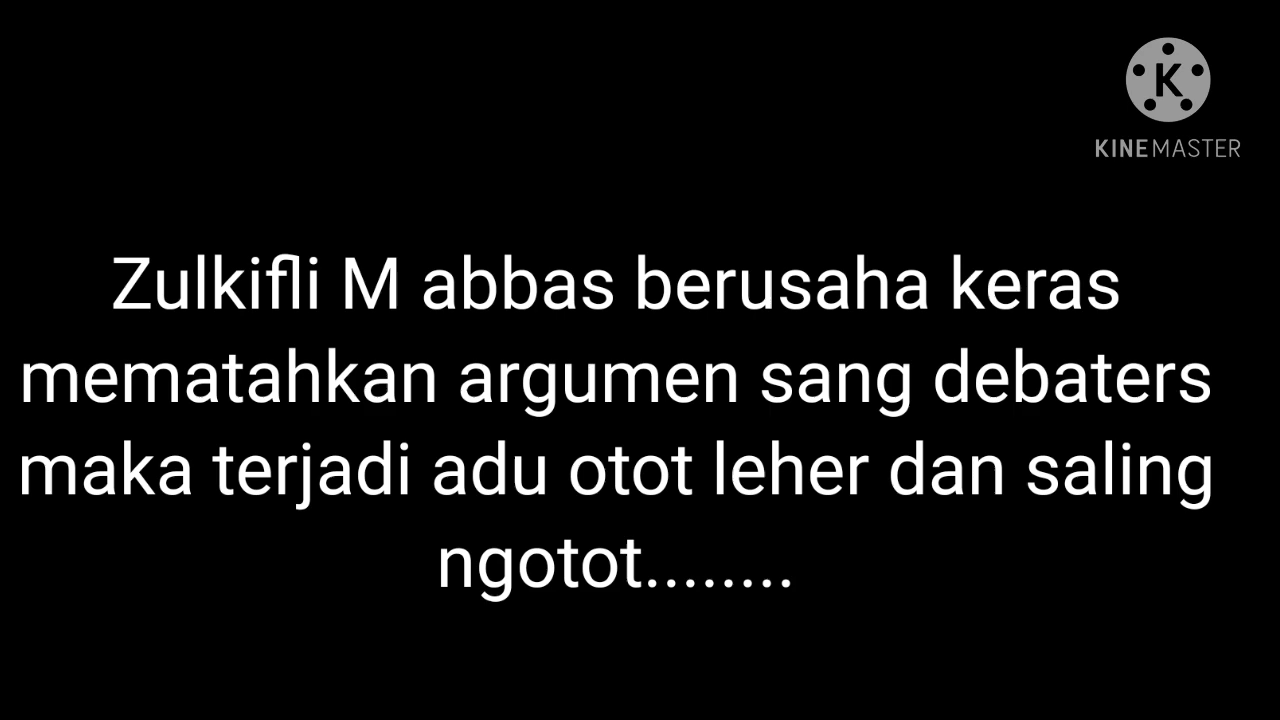 K
KINEMASTER
Zulkifli M abbas berusaha keras
mematahkan argumen sang debaters
maka terjadi adu otot leher dan saling
ngotot........